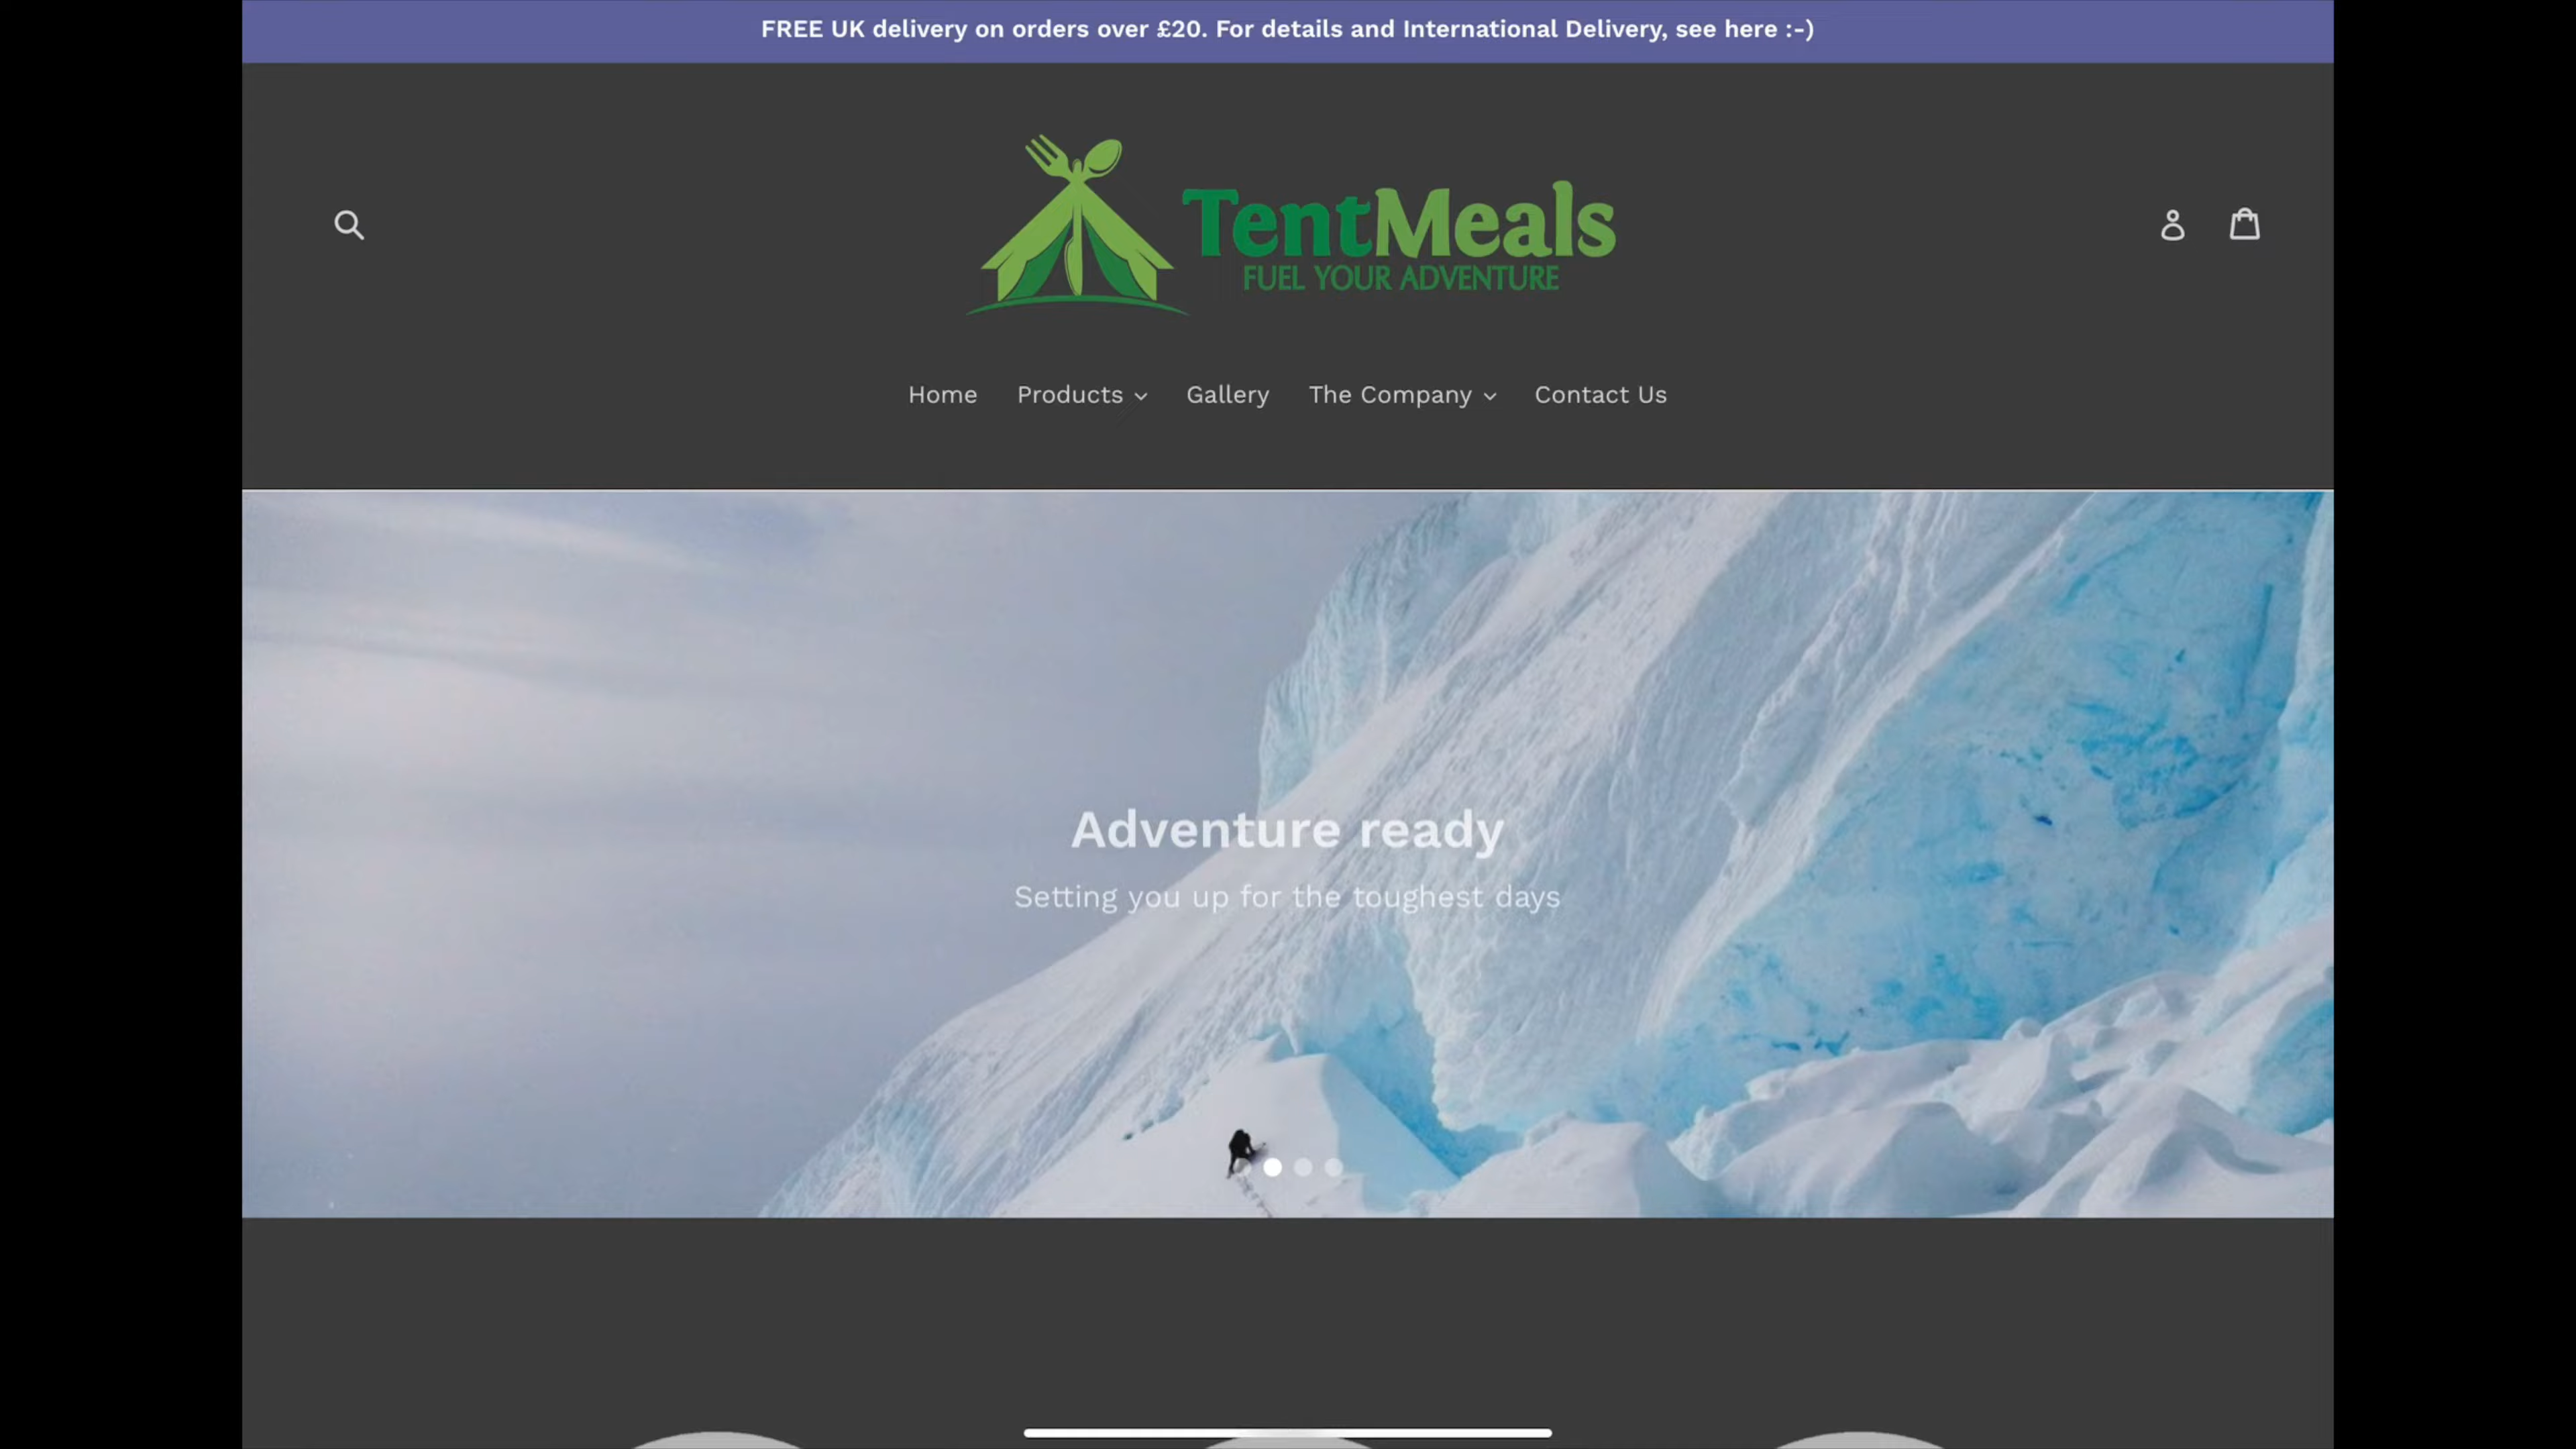 FREE UK delivery on orders over £20. For details and International Delivery, see here :-)
TentMeals
FUEL YOUR ADVENTURE
Home Products Gallery The Company Contact Us
Adventure ready
Setting you up for the toughest days